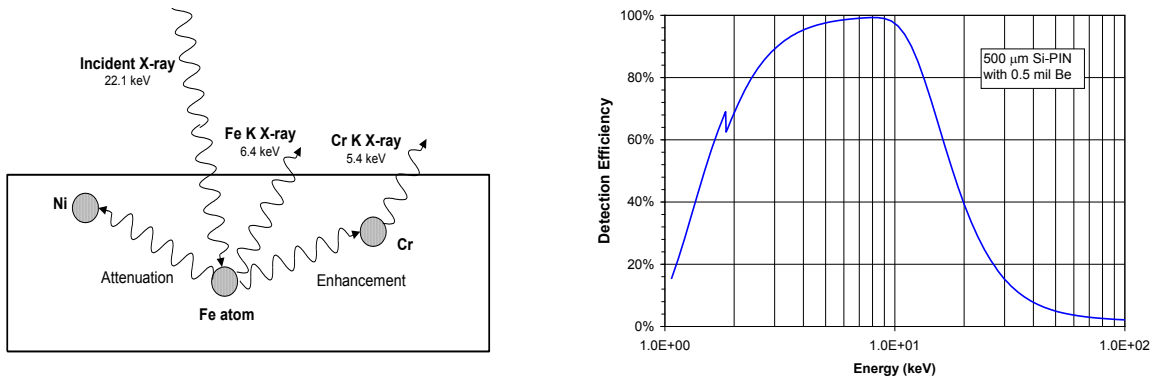 Incident X-ray
22.1 keV
Fe K X-ray
6.4 keV
Cr K X-ray
5.4 keV
Ni
Cr
Attenuation
Enhancement
Fe atom
100%
80%
60%
40%
20%
0%
Detection Efficiency
500 μm Si-PIN
with 0.5 mil Be
1.0E+00
1.0E+01
1.0E+02
Energy (keV)